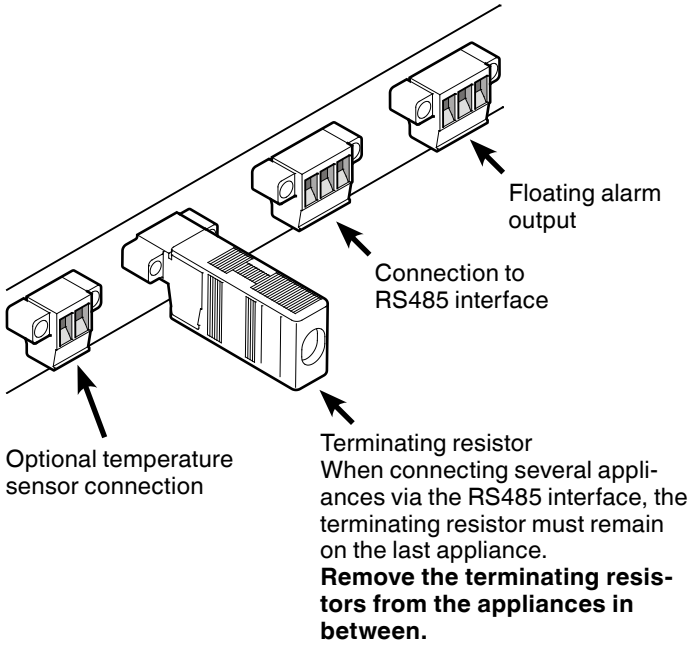 Floating alarm
output
Connection to
RS485 interface
Optional temperature
sensor connection
Terminating resistor
When connecting several appli-
ances via the RS485 interface, the
terminating resistor must remain
on the last appliance.
Remove the terminating resis-
tors from the appliances in
between.